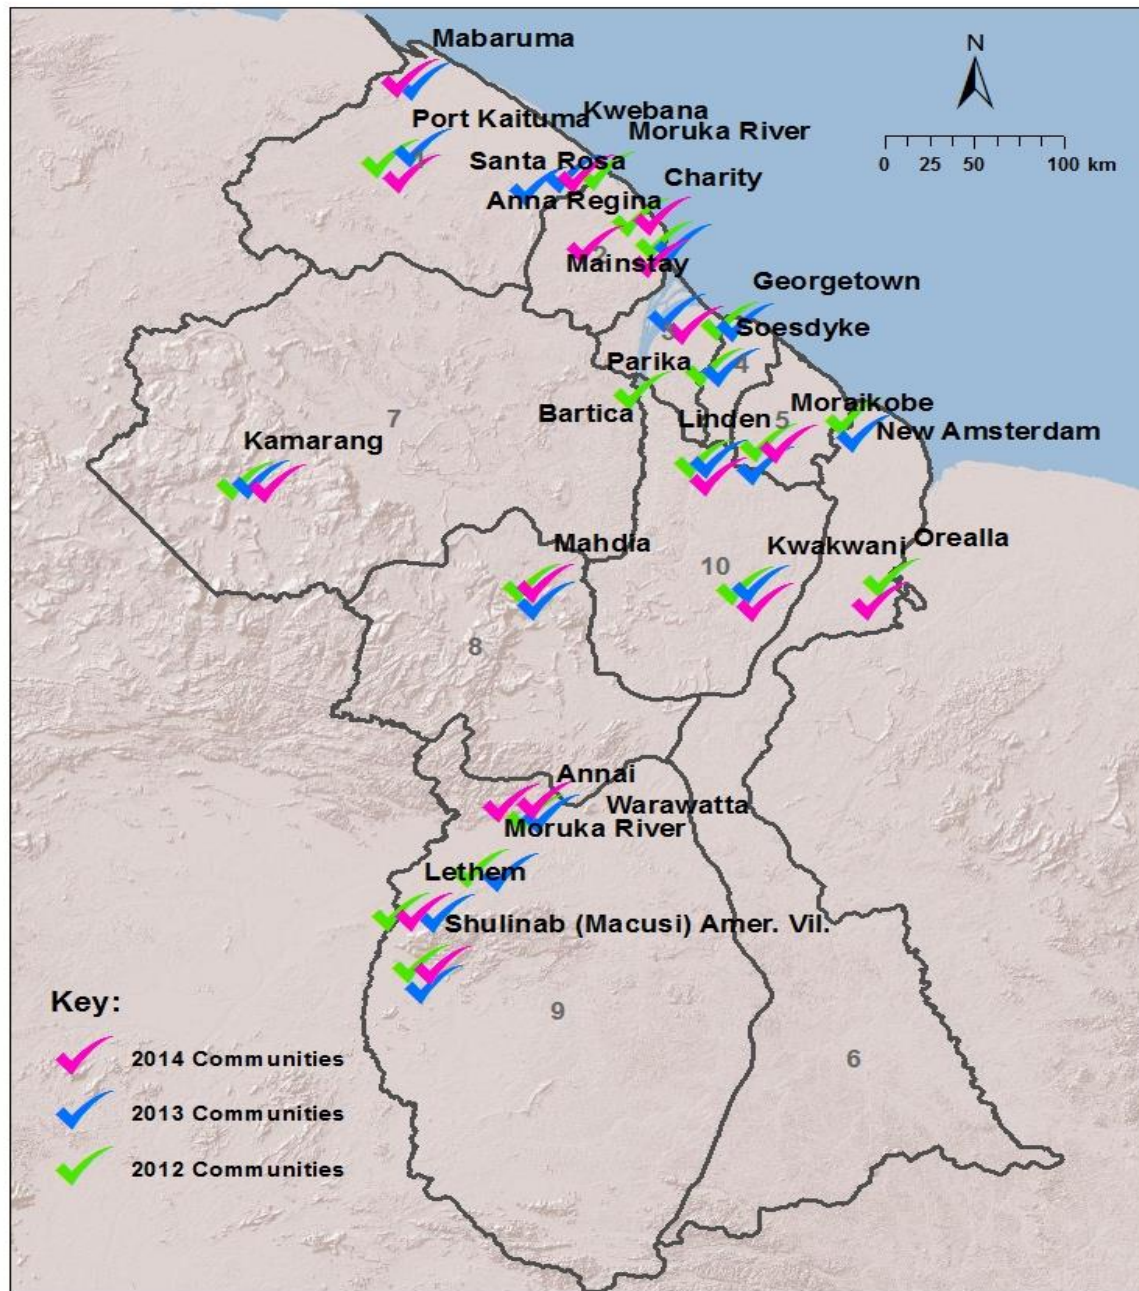 Mabaruma
N
Port Kaituma
Kwebana
Moruka River
0 25 50 100 km
1
Santa Rosa
Charity
Anna Regina
2
Mainstay
Georgetown
3
Soesdyke
Parika
4
Bartica
7
Linden
Moraikobe
5
New Amsterdam
Kamarang
Mahdia
Kwakwani
Orealla
10
8
Annai
Warawatta
Moruka River
Lethem
Shulinab (Macusi) Amer. Vil.
9
Key:
2014 Communities
6
2013 Communities
2012 Communities